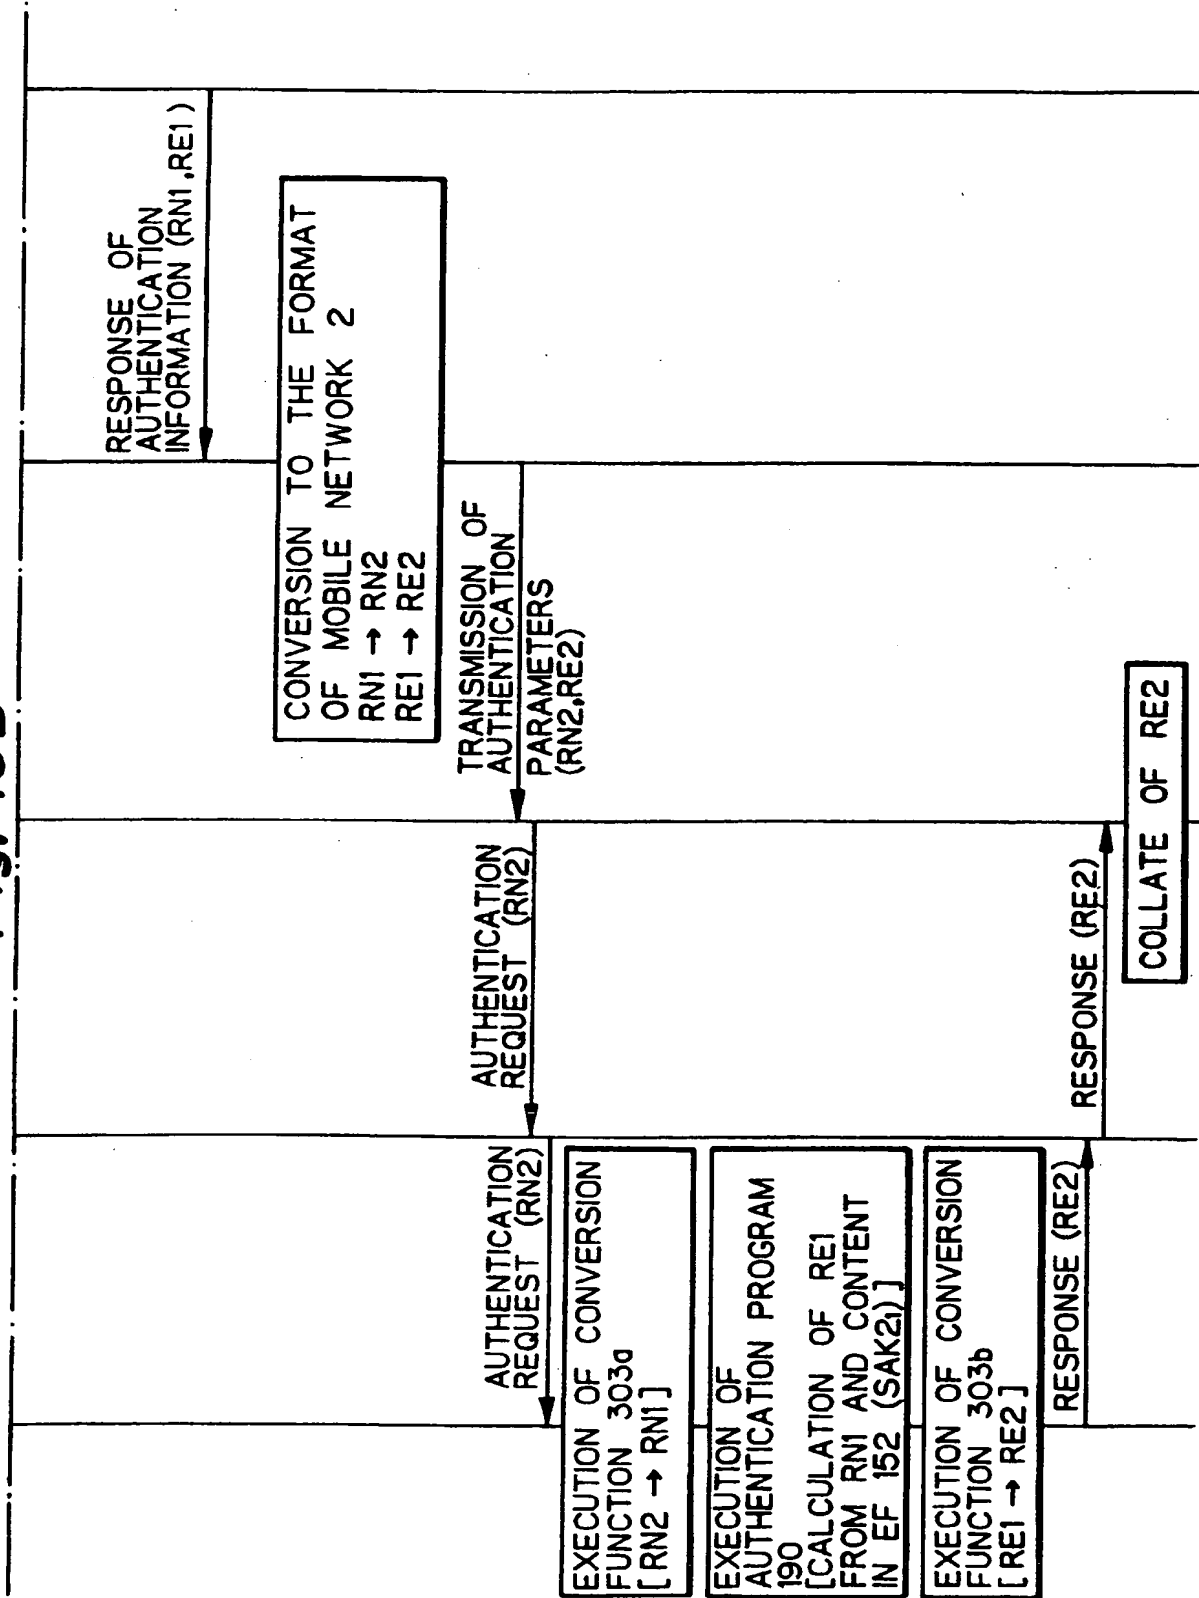 RESPONSE OF
AUTHENTICATION
INFORMATION (RN1,RE1)
CONVERSION TO THE FORMAT
OF MOBILE NETWORK 2
RN1 → RN2
RE1 → RE2
TRANSMISSION OF
AUTHENTICATION
PARAMETERS
(RN2,RE2)
AUTHENTICATION
REQUEST (RN2)
AUTHENTICATION
REQUEST (RN2)
EXECUTION OF CONVERSION
FUNCTION 303a
[RN2 → RN1]
EXECUTION OF
AUTHENTICATION PROGRAM
190
[CALCULATION OF RE1
FROM RN1 AND CONTENT
IN EF 152 (SAK2i)]
EXECUTION OF CONVERSION
FUNCTION 303b
[RE1 → RE2]
RESPONSE (RE2)
RESPONSE (RE2)
COLLATE OF RE2